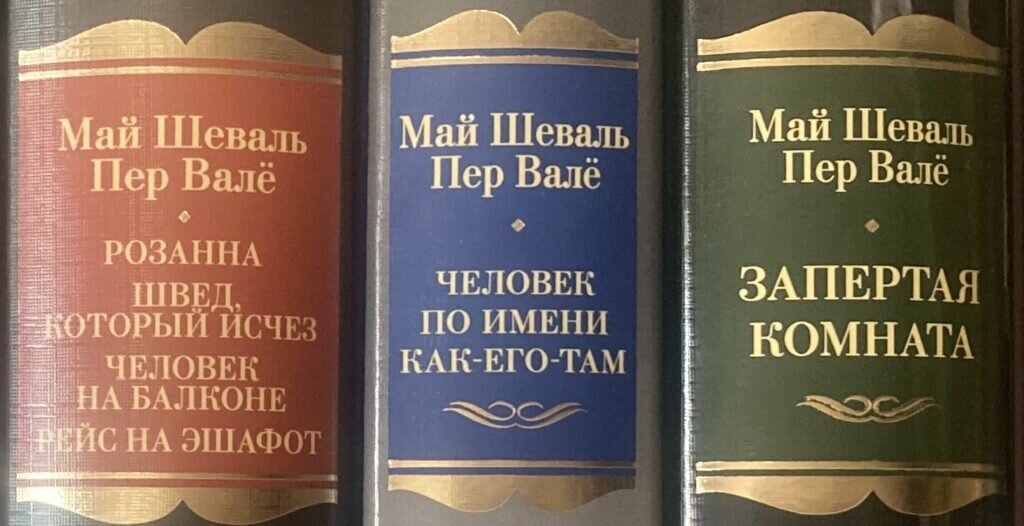 Май Шеваль
Пер Валё
РОЗАННА
ШВЕД,
КОТОРЫЙ ИСЧЕЗ
ЧЕЛОВЕК
НА БАЛКОНЕ
РЕЙС НА ЭШАФОТ
Май Шеваль
Пер Валё
ЧЕЛОВЕК
ПО ИМЕНИ
КАК-ЕГО-ТАМ
Май Шеваль
Пер Валё
ЗАПЕРТАЯ
КОМНАТА